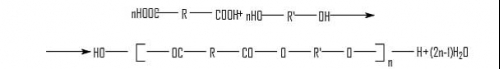 nHOOC—R—COOH+ nHO—R'—OH⟶
⟶HO—[—OC—R—CO—O—R'—O—]n—H+(2n-1)H2O